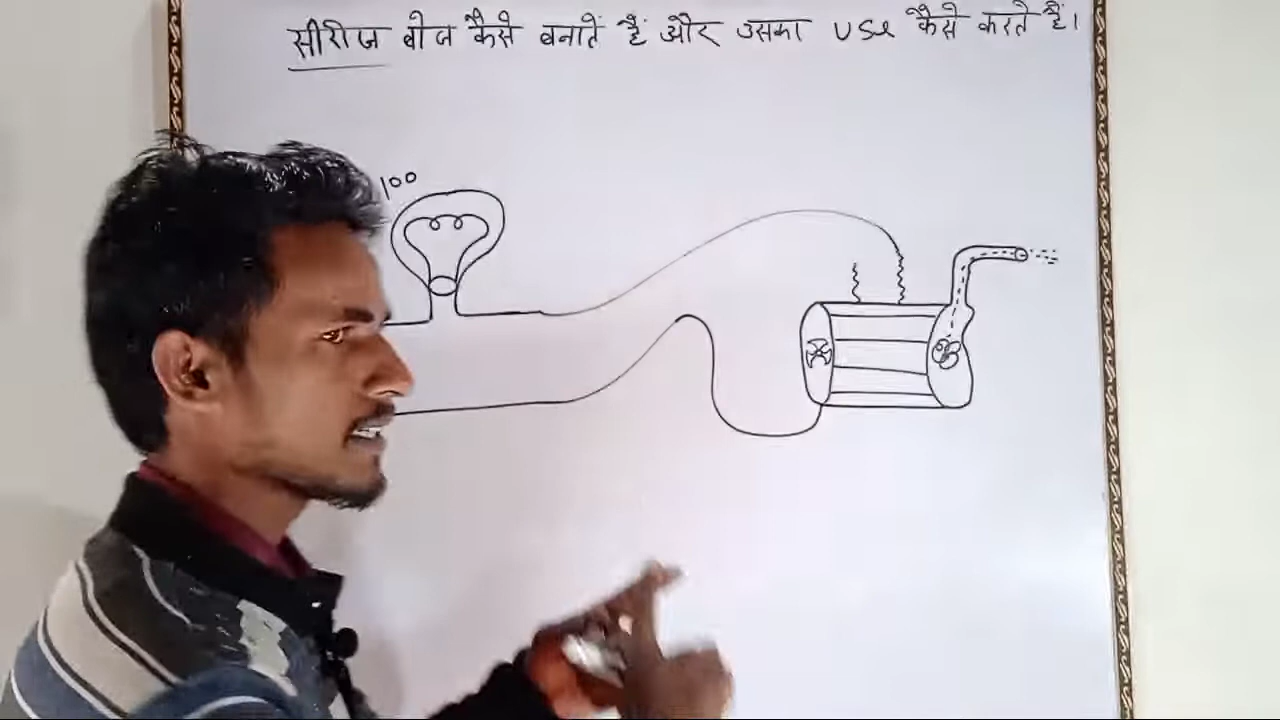 सीरीज बोर्ज कैसे बनाते हैं और उसका use कैसे करते हैं।
100